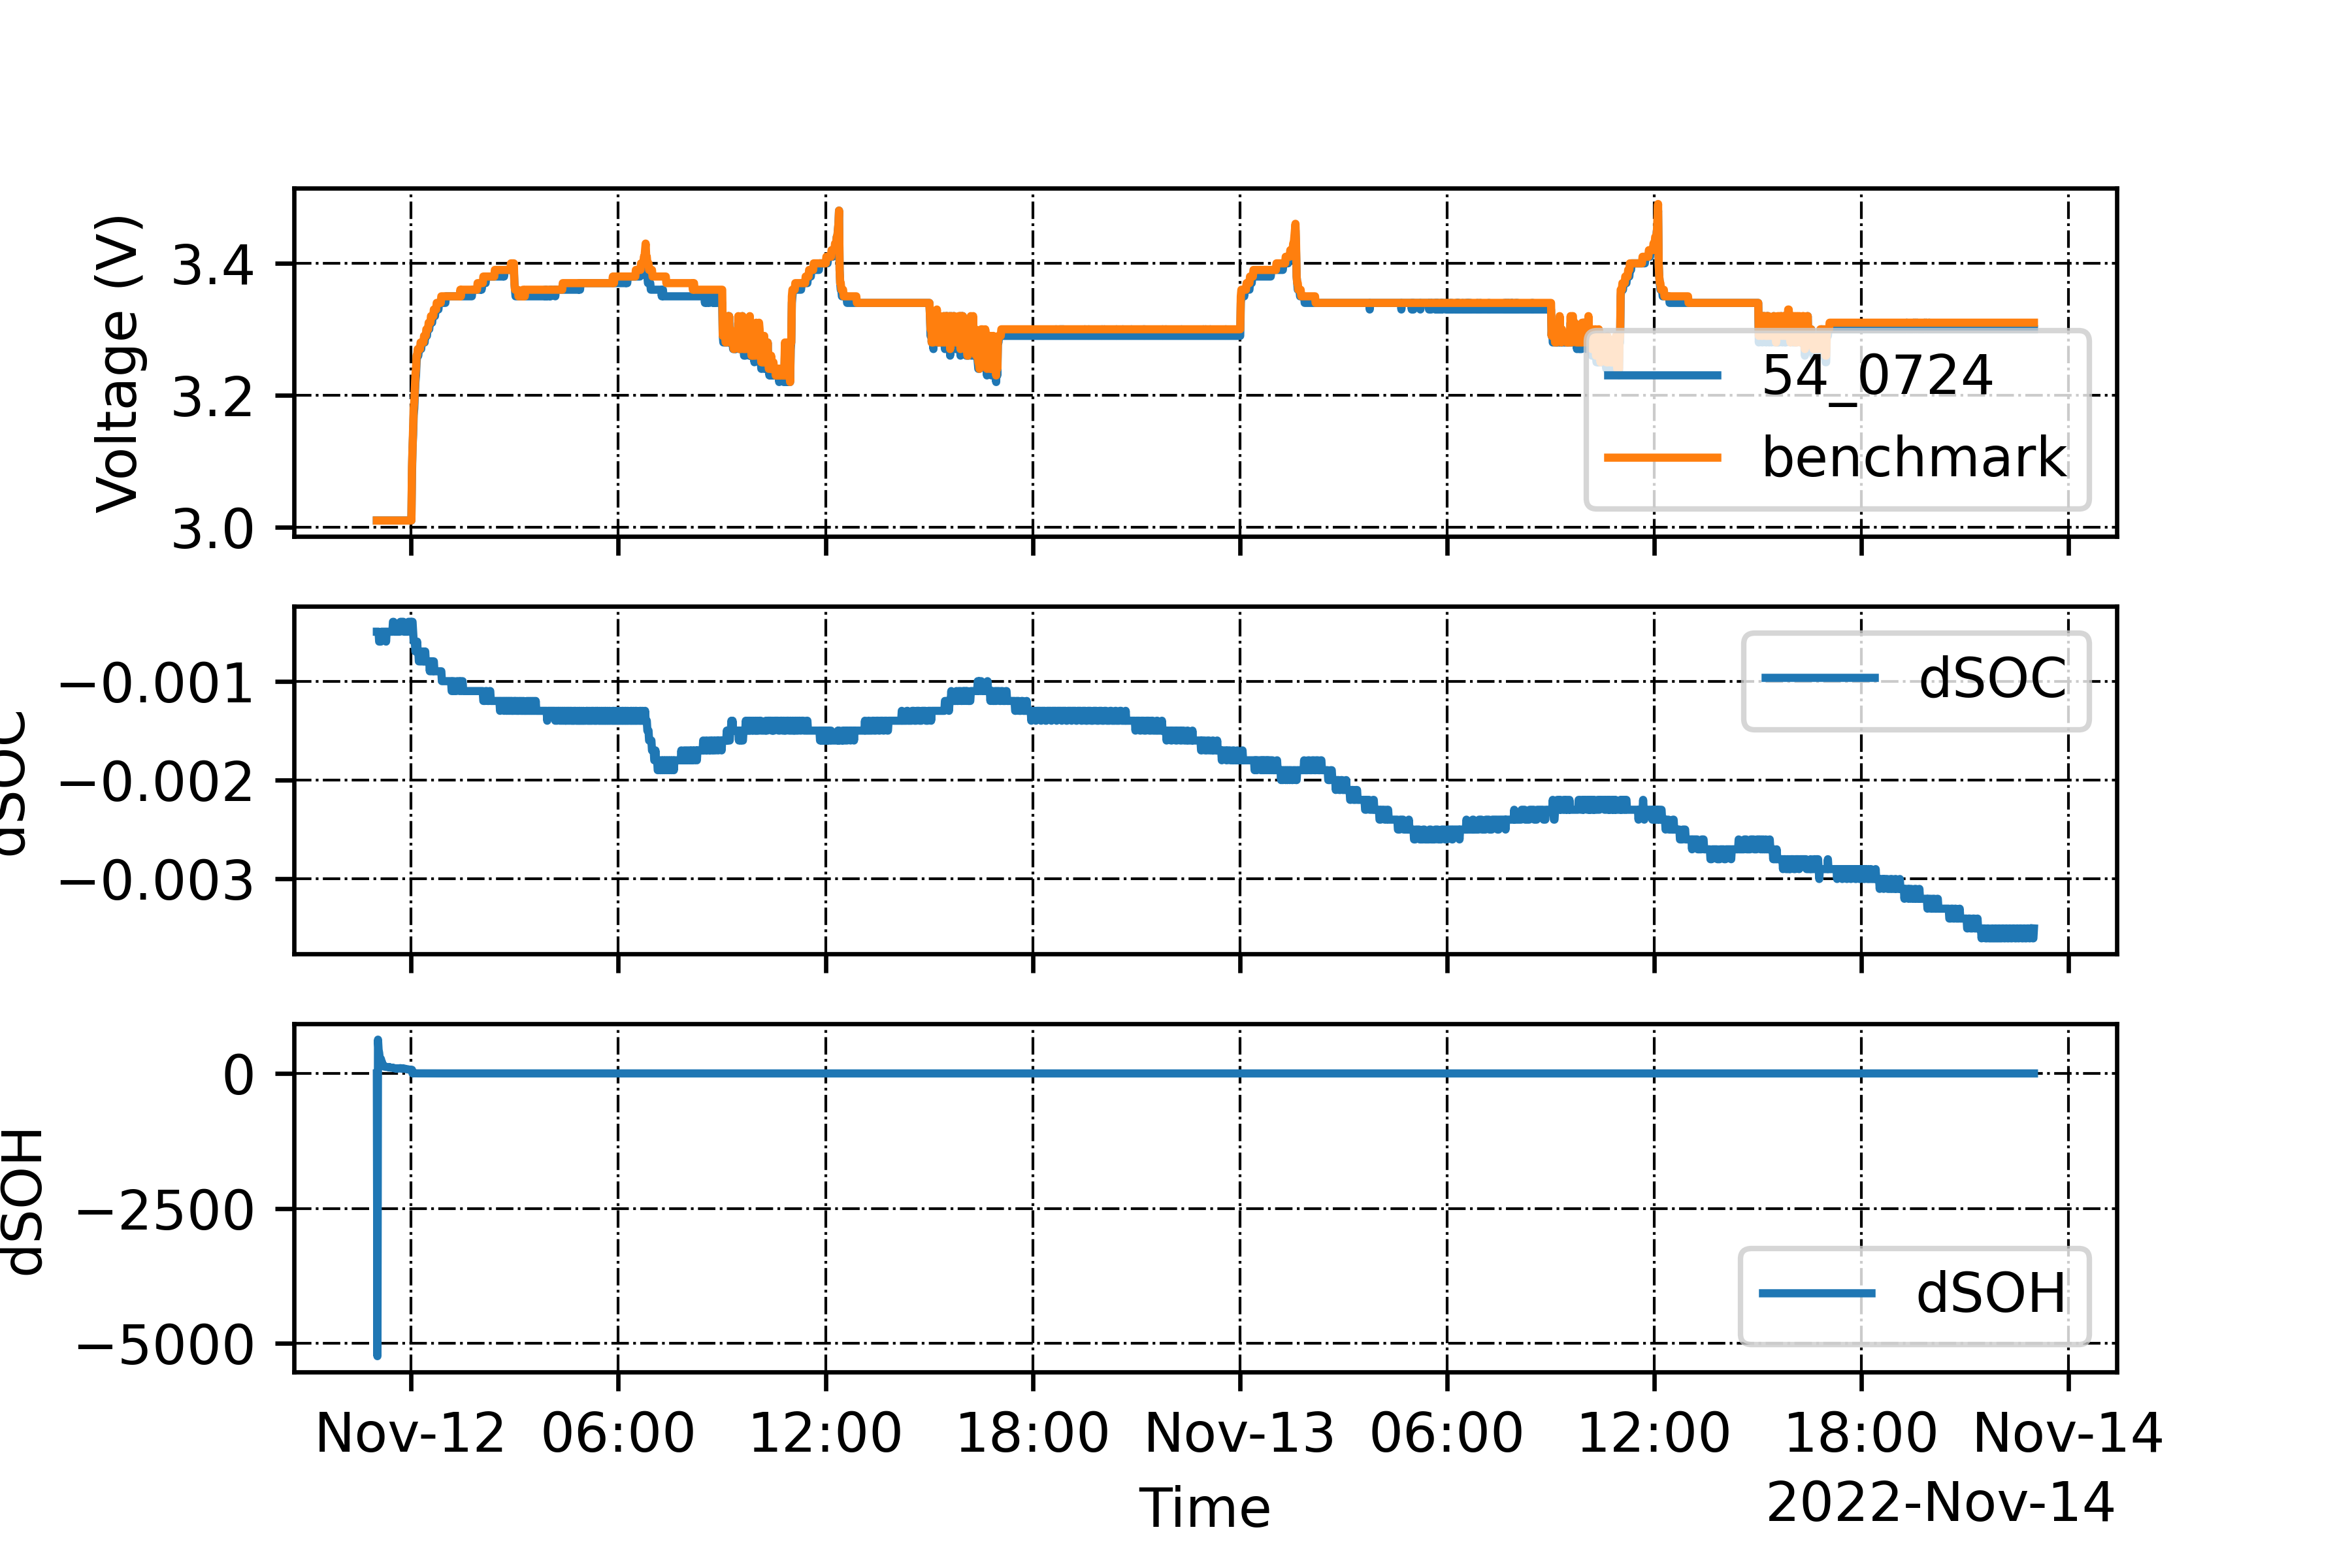 Voltage (V)
3.4
3.2
3.0
54_0724
benchmark
dSOC
−0.001
−0.002
−0.003
dSOC
dSOH
0
−2500
−5000
dSOH
Nov-12 06:00 12:00 18:00 Nov-13 06:00 12:00 18:00 Nov-14
Time
2022-Nov-14